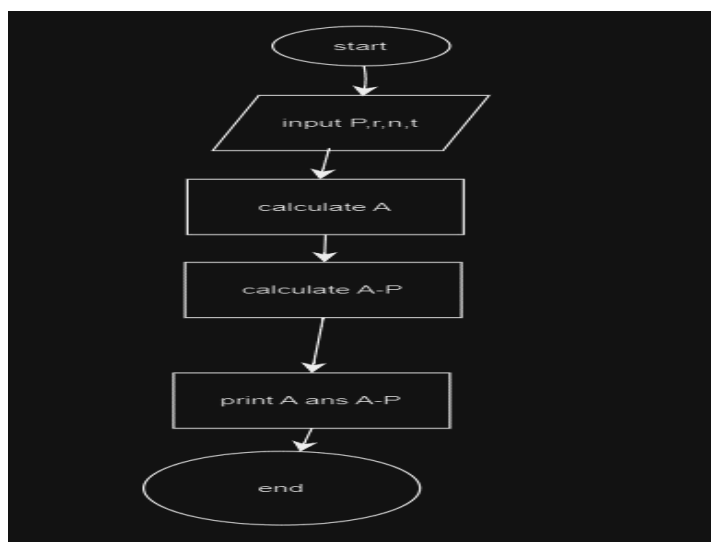 start
input P,r,n,t
calculate A
calculate A-P
print A ans A-P
end